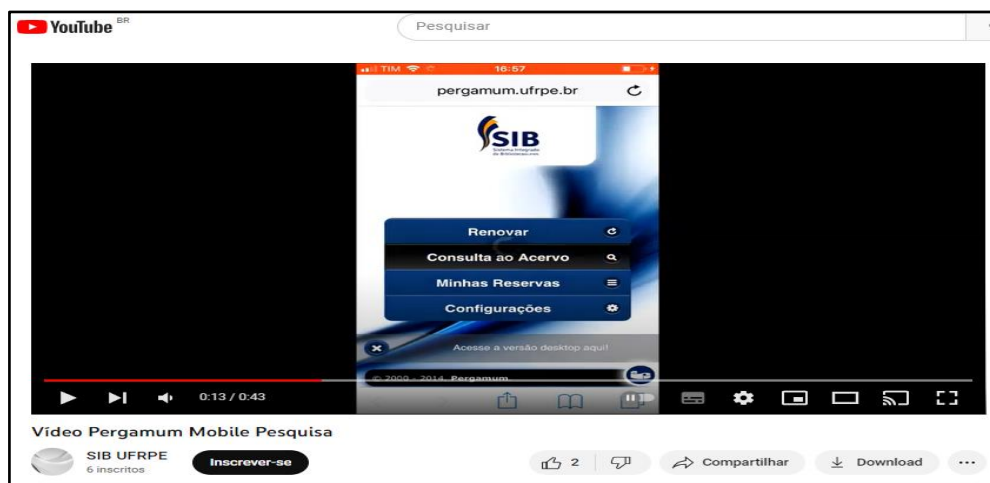 YouTube BR
Pesquisar
TIM 16:57
pergamum.ufrpe.br
SIB
Renovar
Consulta ao Acervo
Minhas Reservas
Configurações
Acesse a versão desktop aqui!
© 2000 - 2014. Pergamum.
0:13 / 0:43
Vídeo Pergamum Mobile Pesquisa
SIB UFRPE
6 inscritos
Inscrever-se
2
Compartilhar
Download